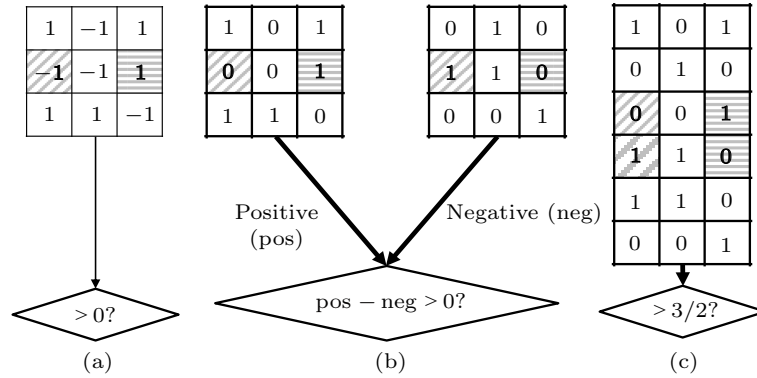 1 −1 1
−1 −1 1
1 1 −1
> 0?
(a)
1 0 1
0 0 1
1 1 0
0 1 0
1 1 0
0 0 1
Positive
(pos)
Negative (neg)
pos − neg > 0?
(b)
1 0 1
0 1 0
0 0 1
1 1 0
1 1 0
0 0 1
> 3/2?
(c)